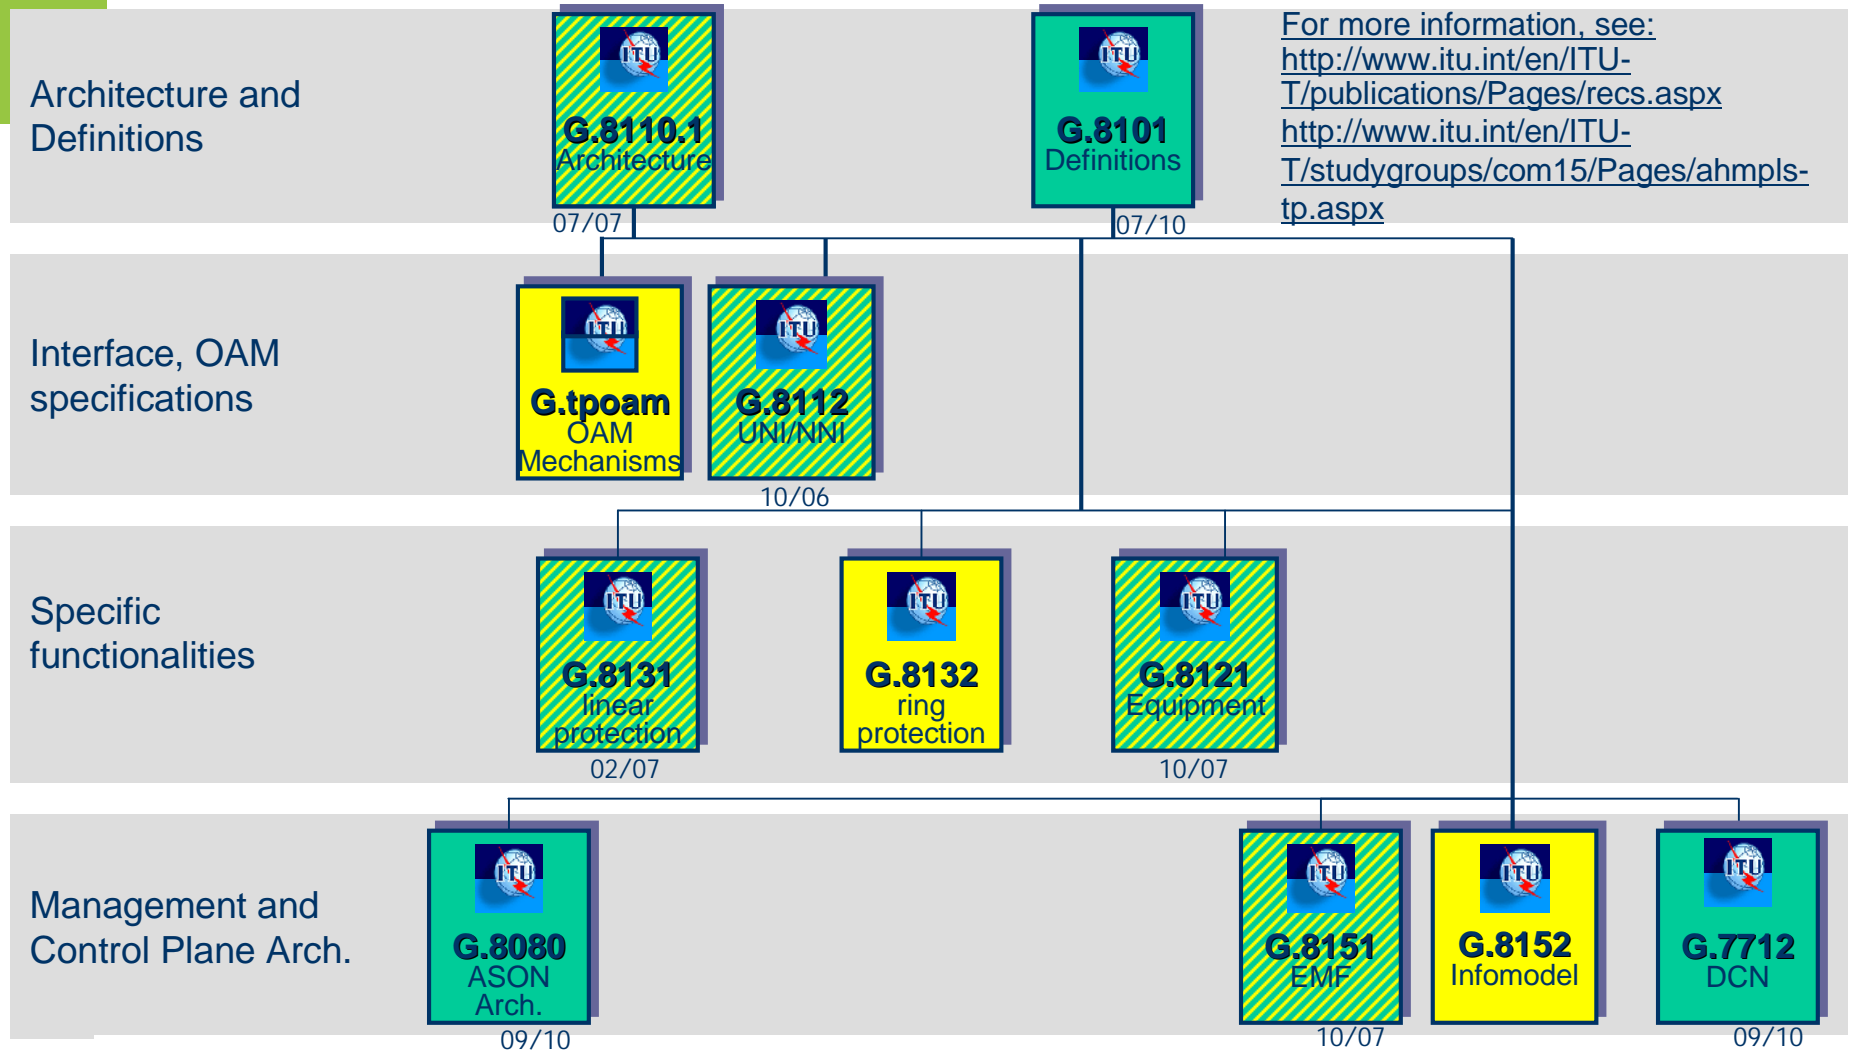 For more information, see:
http://www.itu.int/en/ITU-
T/publications/Pages/recs.aspx
http://www.itu.int/en/ITU-
T/studygroups/com15/Pages/ahmpls-
tp.aspx
Architecture and
Definitions
ITU
G.8110.1
Architecture
07/07
ITU
G.8101
Definitions
07/10
Interface, OAM
specifications
ITU
G.tpoam
OAM
Mechanisms
ITU
G.8112
UNI/NNI
10/06
Specific
functionalities
ITU
G.8131
linear
protection
02/07
ITU
G.8132
ring
protection
ITU
G.8121
Equipment
10/07
Management and
Control Plane Arch.
ITU
G.8080
ASON
Arch.
09/10
ITU
G.8151
EMF
10/07
ITU
G.8152
Infomodel
ITU
G.7712
DCN
09/10